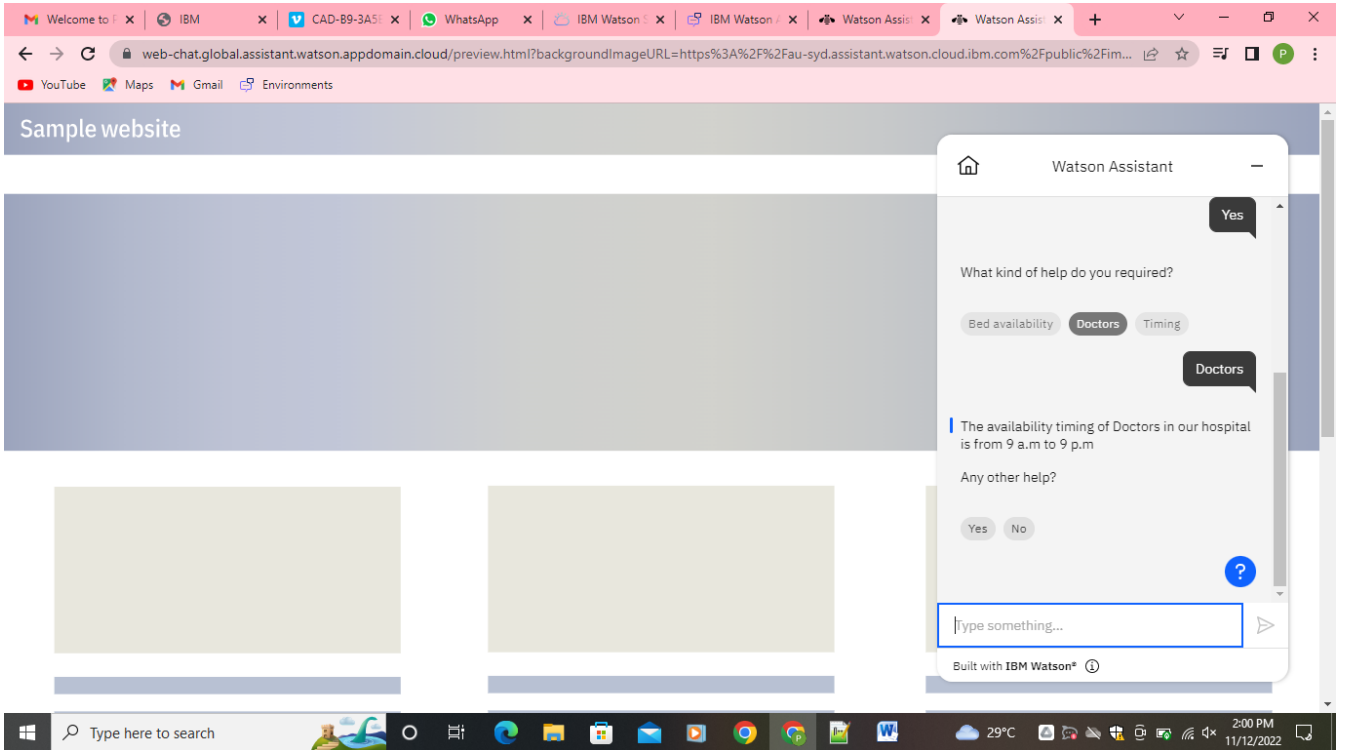 Welcome to F
IBM
CAD-B9-3A5E
WhatsApp
IBM Watson S
IBM Watson A
Watson Assis
Watson Assis
web-chat.global.assistant.watson.appdomain.cloud/preview.html?backgroundImageURL=https%3A%2F%2Fau-syd.assistant.watson.cloud.ibm.com%2Fpublic%2Fim...
P
YouTube Maps Gmail Environments
Sample website
Watson Assistant
Yes
What kind of help do you required?
Bed availability Doctors Timing
Doctors
The availability timing of Doctors in our hospital
is from 9 a.m to 9 p.m
Any other help?
Yes No
?
Type something...
Built with IBM Watson®
Type here to search
29°C
2:00 PM
11/12/2022